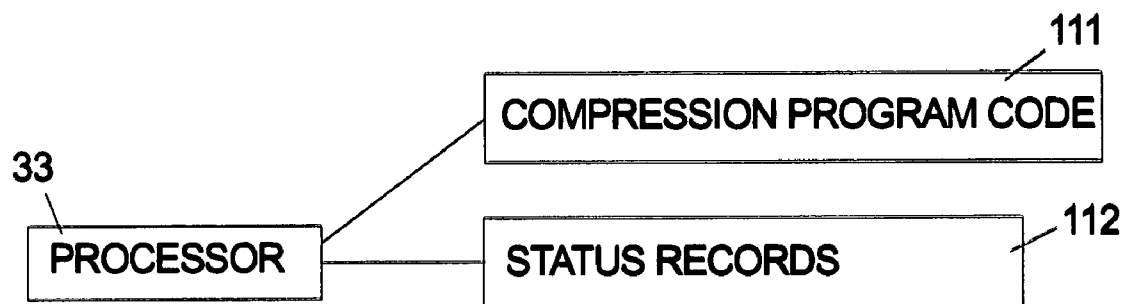 111
COMPRESSION PROGRAM CODE
33
PROCESSOR
112
STATUS RECORDS